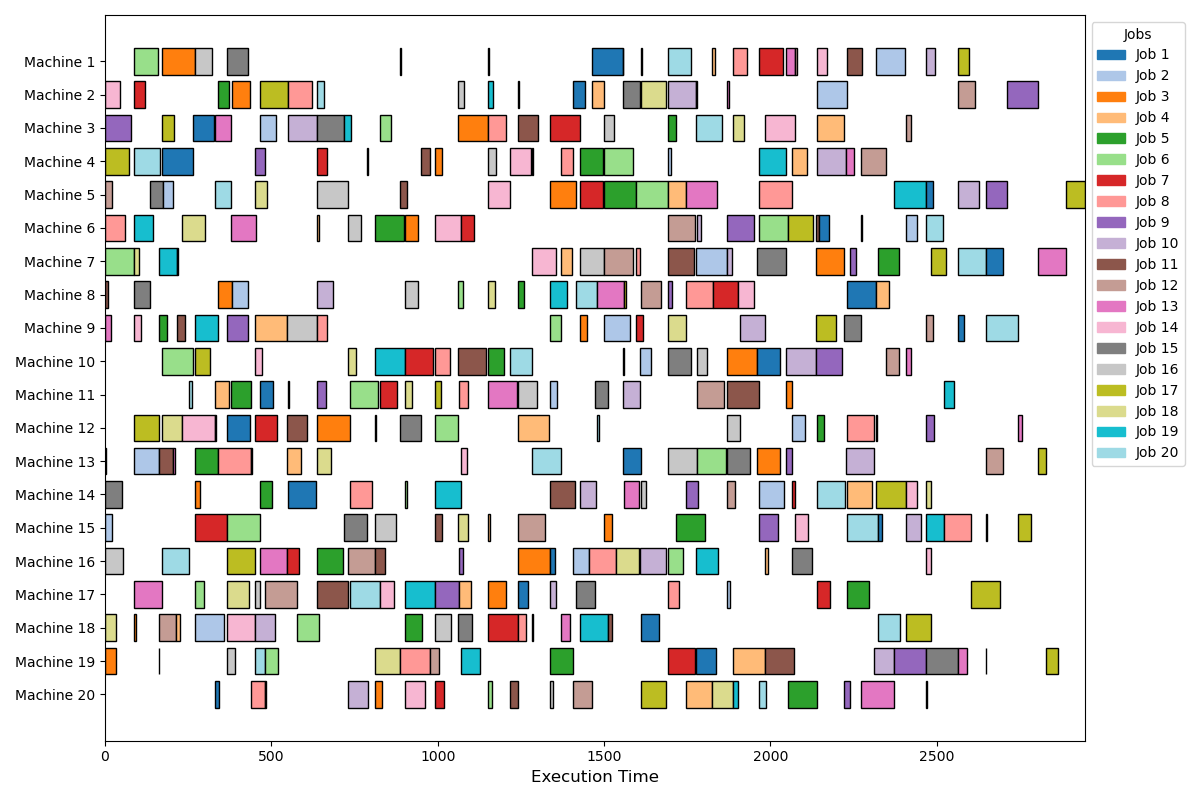 Machine 1
Machine 2
Machine 3
Machine 4
Machine 5
Machine 6
Machine 7
Machine 8
Machine 9
Machine 10
Machine 11
Machine 12
Machine 13
Machine 14
Machine 15
Machine 16
Machine 17
Machine 18
Machine 19
Machine 20
0 500 1000 1500 2000 2500
Execution Time
Jobs
Job 1
Job 2
Job 3
Job 4
Job 5
Job 6
Job 7
Job 8
Job 9
Job 10
Job 11
Job 12
Job 13
Job 14
Job 15
Job 16
Job 17
Job 18
Job 19
Job 20